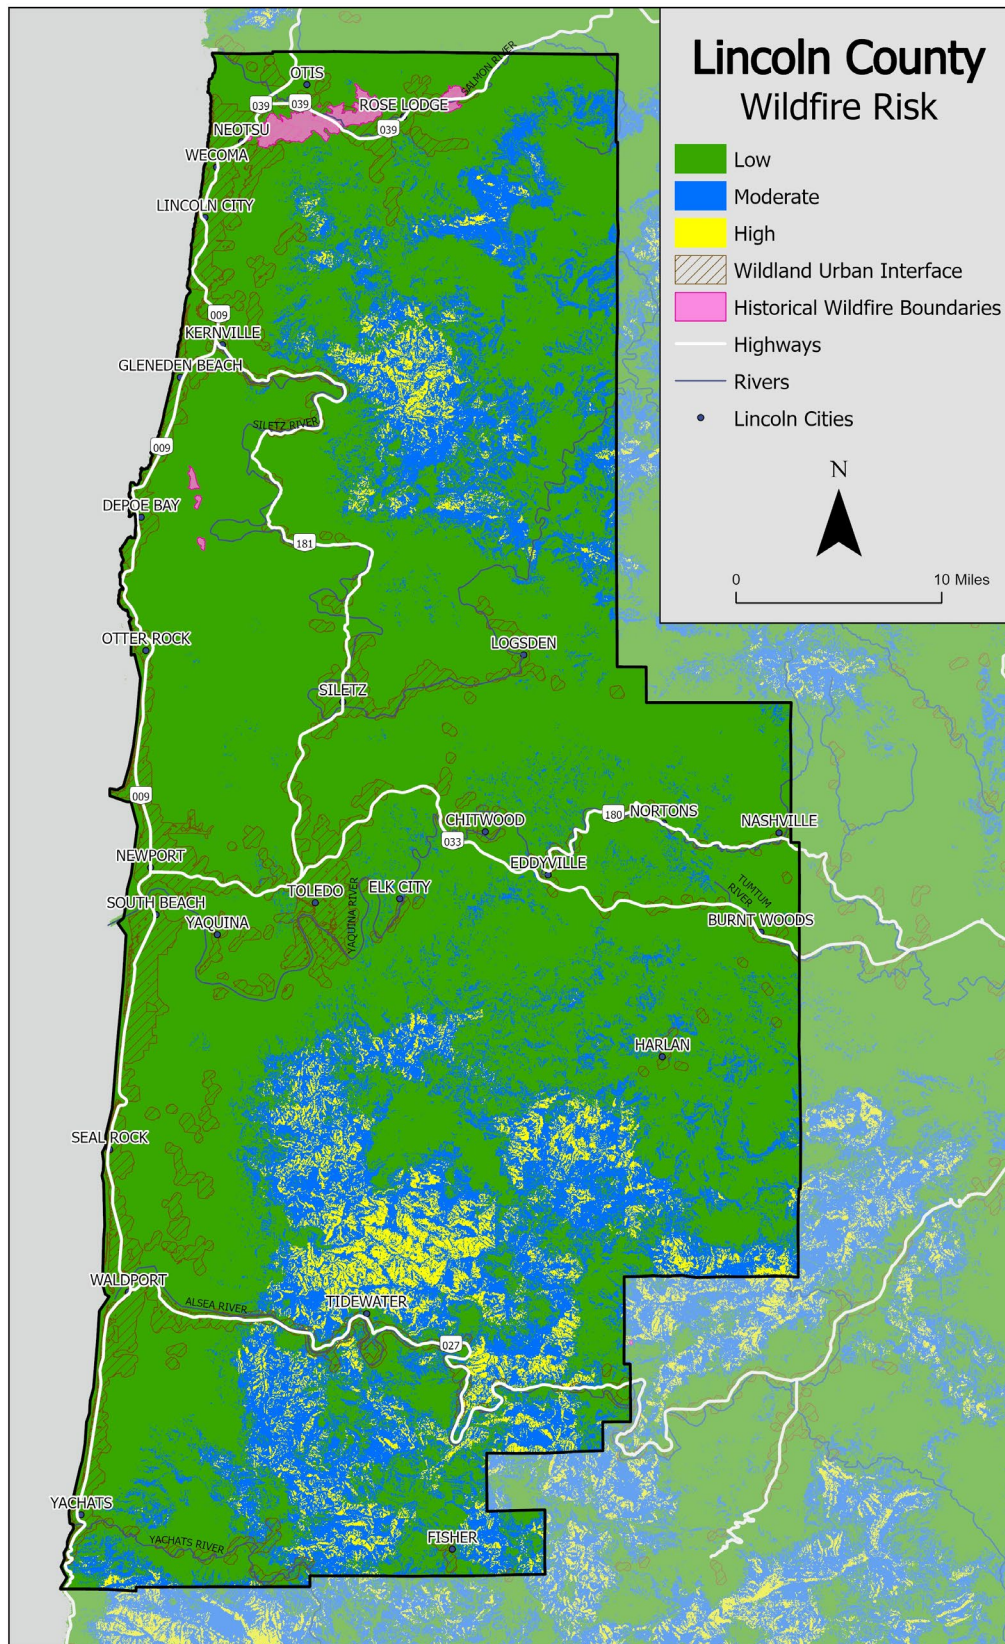 Lincoln County
Wildfire Risk
Low
Moderate
High
Wildland Urban Interface
Historical Wildfire Boundaries
Highways
Rivers
Lincoln Cities
N
0 10 Miles
SALMON RIVER
OTIS
039 039
ROSE LODGE
NEOTSU
039
WECOMA
LINCOLN CITY
009
KERNVILLE
GLENEDEN BEACH
SILETZ RIVER
009
DEPOE BAY
181
OTTER ROCK
LOGSDEN
SILETZ
009
180 NORTONS
CHITWOOD
NASHVILLE
033
NEWPORT
EDDYVILLE
TOLEDO
ELK CITY
TUMTUM
RIVER
SOUTH BEACH
YAQUINA
YAQUINA RIVER
BURNT WOODS
HARLAN
SEAL ROCK
WALDPORT
ALSEA RIVER
TIDEWATER
027
YACHATS
YACHATS RIVER
FISHER